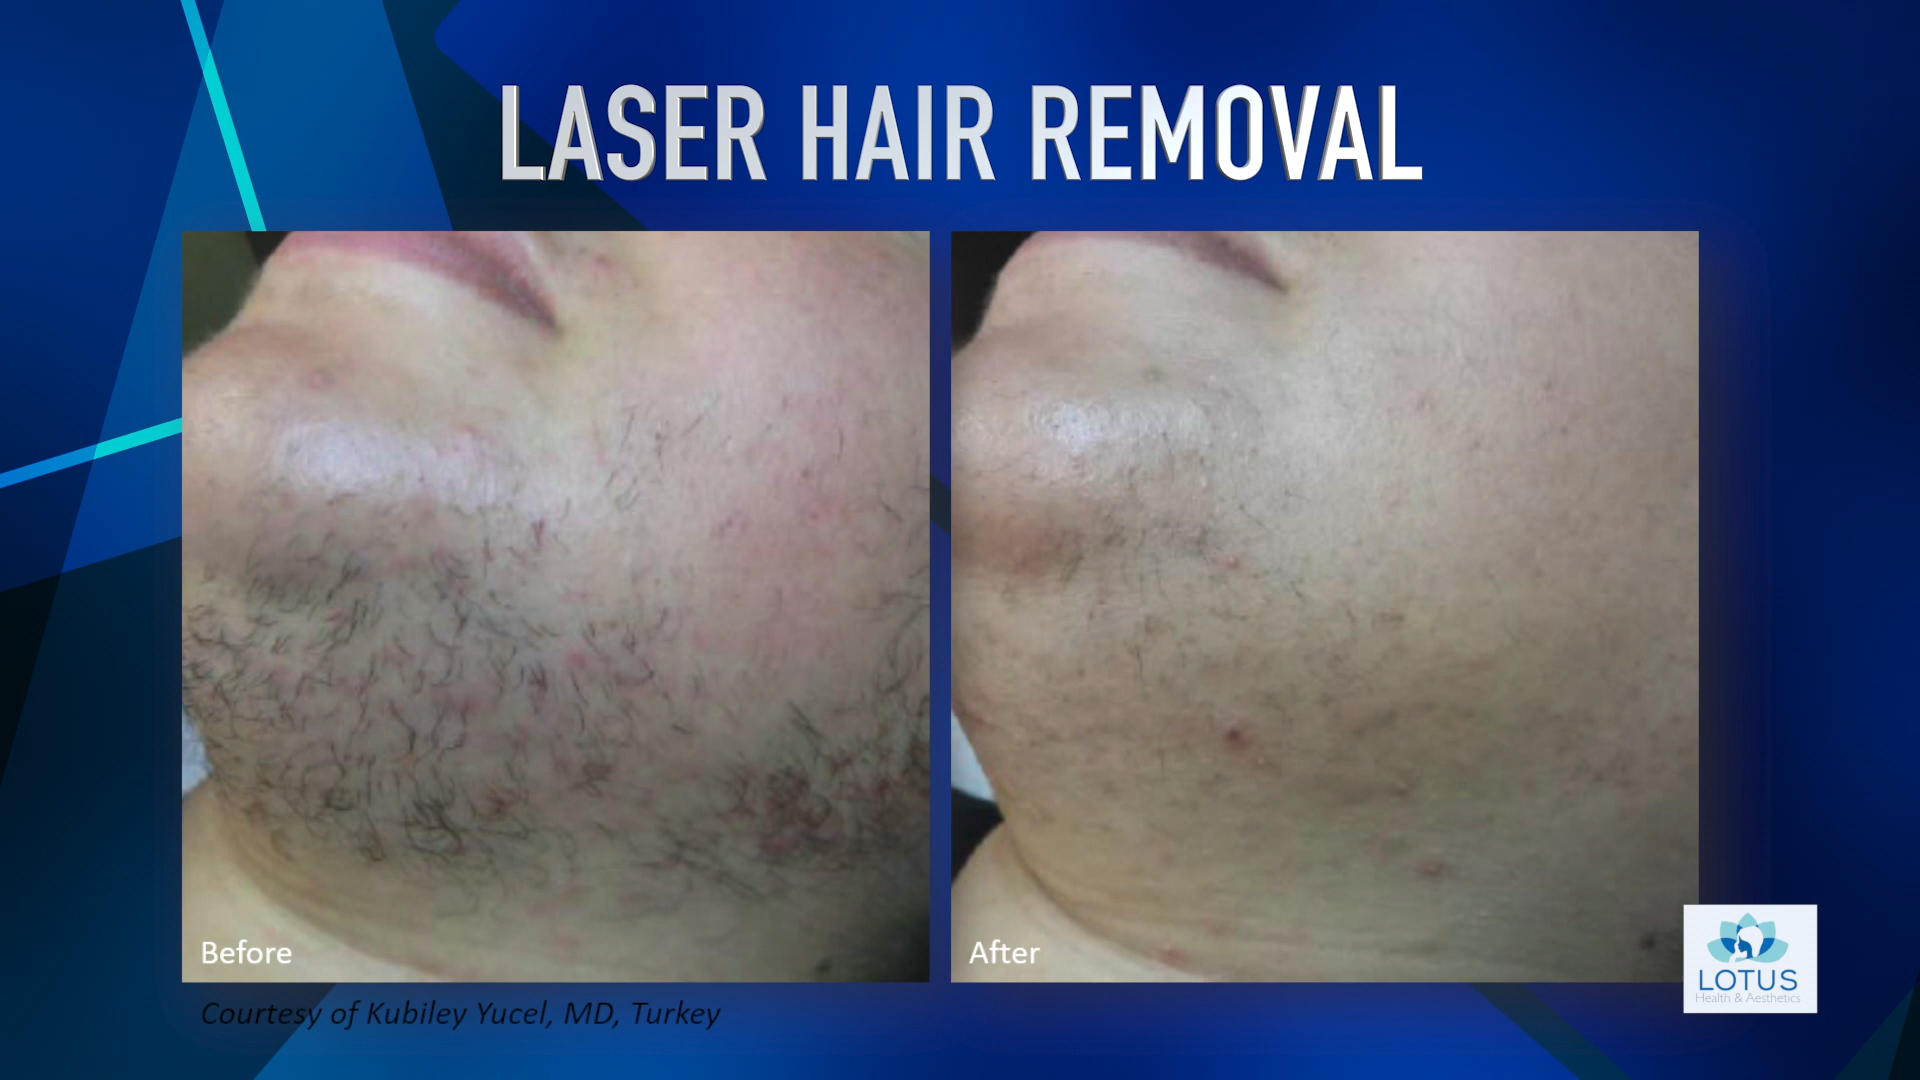 LASER HAIR REMOVAL
Before
After
Courtesy of Kubiley Yucel, MD, Turkey
LOTUS
Health & Aesthetics